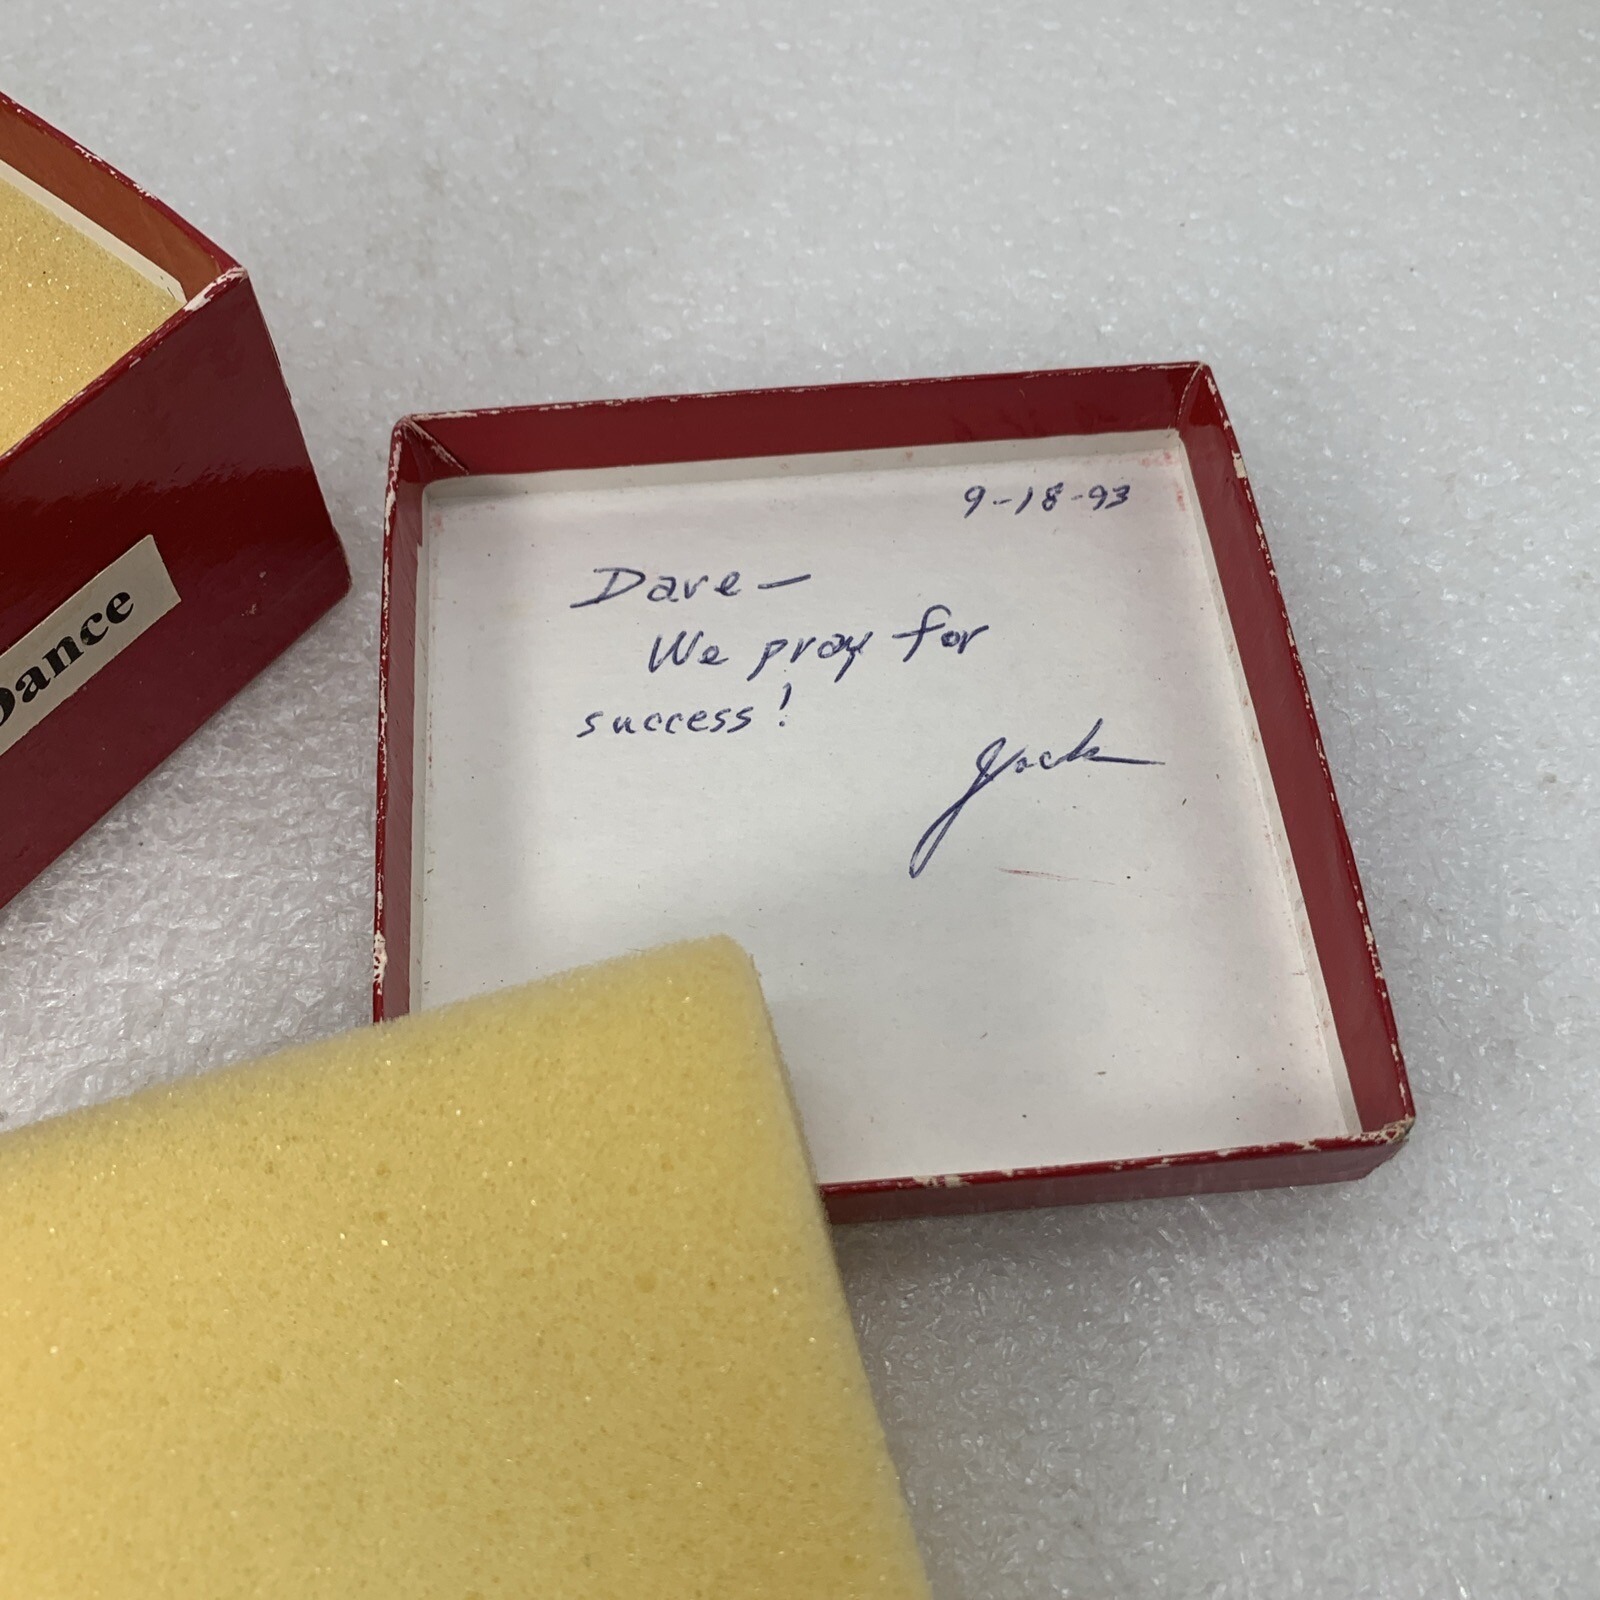 9-18-93
Dave—
We pray for
success!
Jack
Dance